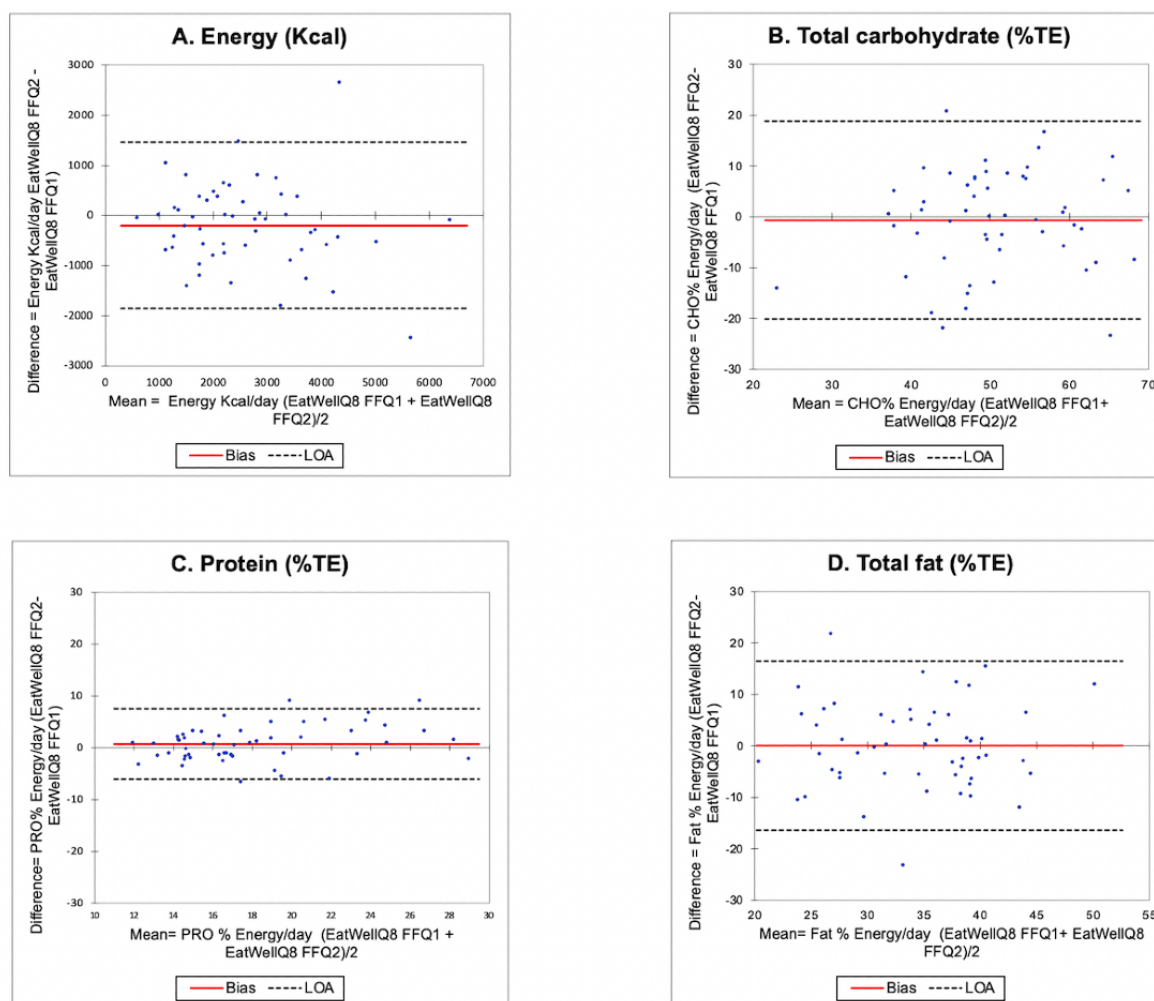 A. Energy (Kcal)
Difference = Energy Kcal/day EatWellQ8 FFQ2 -
EatWellQ8 FFQ1)
3000
2000
1000
0
-1000
-2000
-3000
0 1000 2000 3000 4000 5000 6000 7000
Mean = Energy Kcal/day (EatWellQ8 FFQ1 + EatWellQ8
FFQ2)/2
Bias LOA
B. Total carbohydrate (%TE)
Difference = CHO% Energy/day (EatWellQ8 FFQ2-
EatWellQ8 FFQ1)
30
20
10
0
-10
-20
-30
20 30 40 50 60 70
Mean = CHO% Energy/day (EatWellQ8 FFQ1+
EatWellQ8 FFQ2)/2
Bias LOA
C. Protein (%TE)
Difference= PRO% Energy/day (EatWellQ8 FFQ2-
EatWellQ8 FFQ1)
30
20
10
0
-10
-20
-30
10 12 14 16 18 20 22 24 26 28 30
Mean= PRO % Energy/day (EatWellQ8 FFQ1 +
EatWellQ8 FFQ2)/2
Bias LOA
D. Total fat (%TE)
Difference = Fat % Energy/day (EatWellQ8 FFQ2-
EatWellQ8 FFQ1)
30
20
10
0
-10
-20
-30
20 25 30 35 40 45 50 55
Mean= Fat % Energy/day (EatWellQ8 FFQ1+ EatWellQ8
FFQ2)/2
Bias LOA